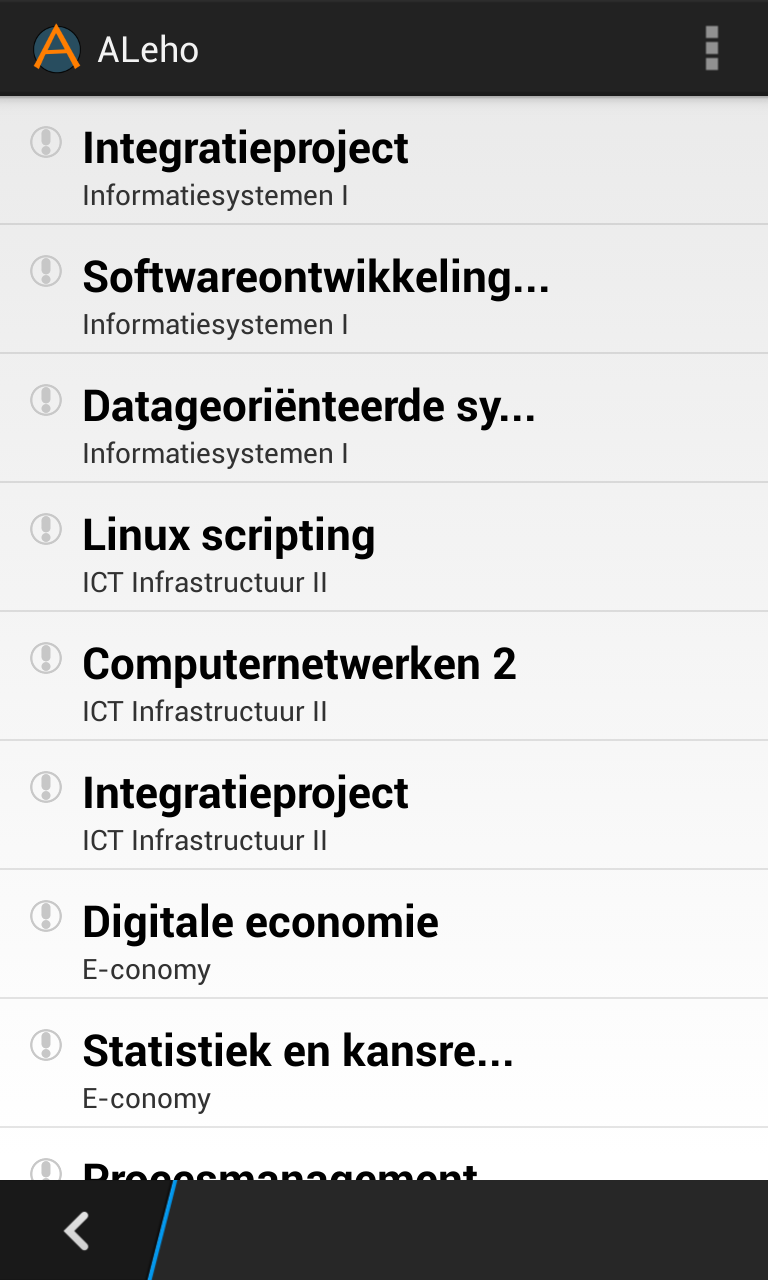 ALeho
Integratieproject
Informatiesystemen I
Softwareontwikkeling...
Informatiesystemen I
Datageoriënteerde sy...
Informatiesystemen I
Linux scripting
ICT Infrastructuur II
Computernetwerken 2
ICT Infrastructuur II
Integratieproject
ICT Infrastructuur II
Digitale economie
E-conomy
Statistiek en kansre...
E-conomy
Procesmanagement